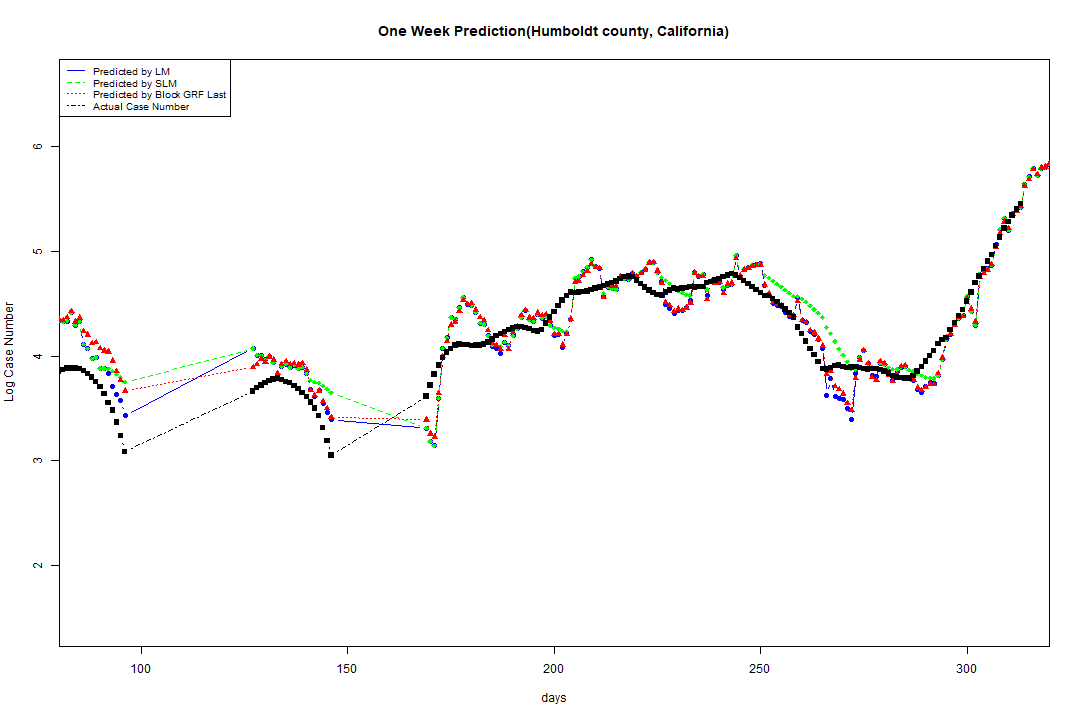 One Week Prediction(Humboldt county, California)
Predicted by LM
Predicted by SLM
Predicted by Block GRF Last
Actual Case Number
6
5
4
3
2
Log Case Number
100 150 200 250 300
days